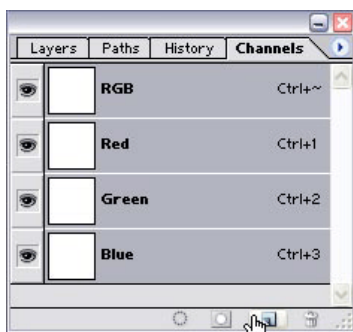 Layers Paths History Channels
RGB Ctrl+~
Red Ctrl+1
Green Ctrl+2
Blue Ctrl+3